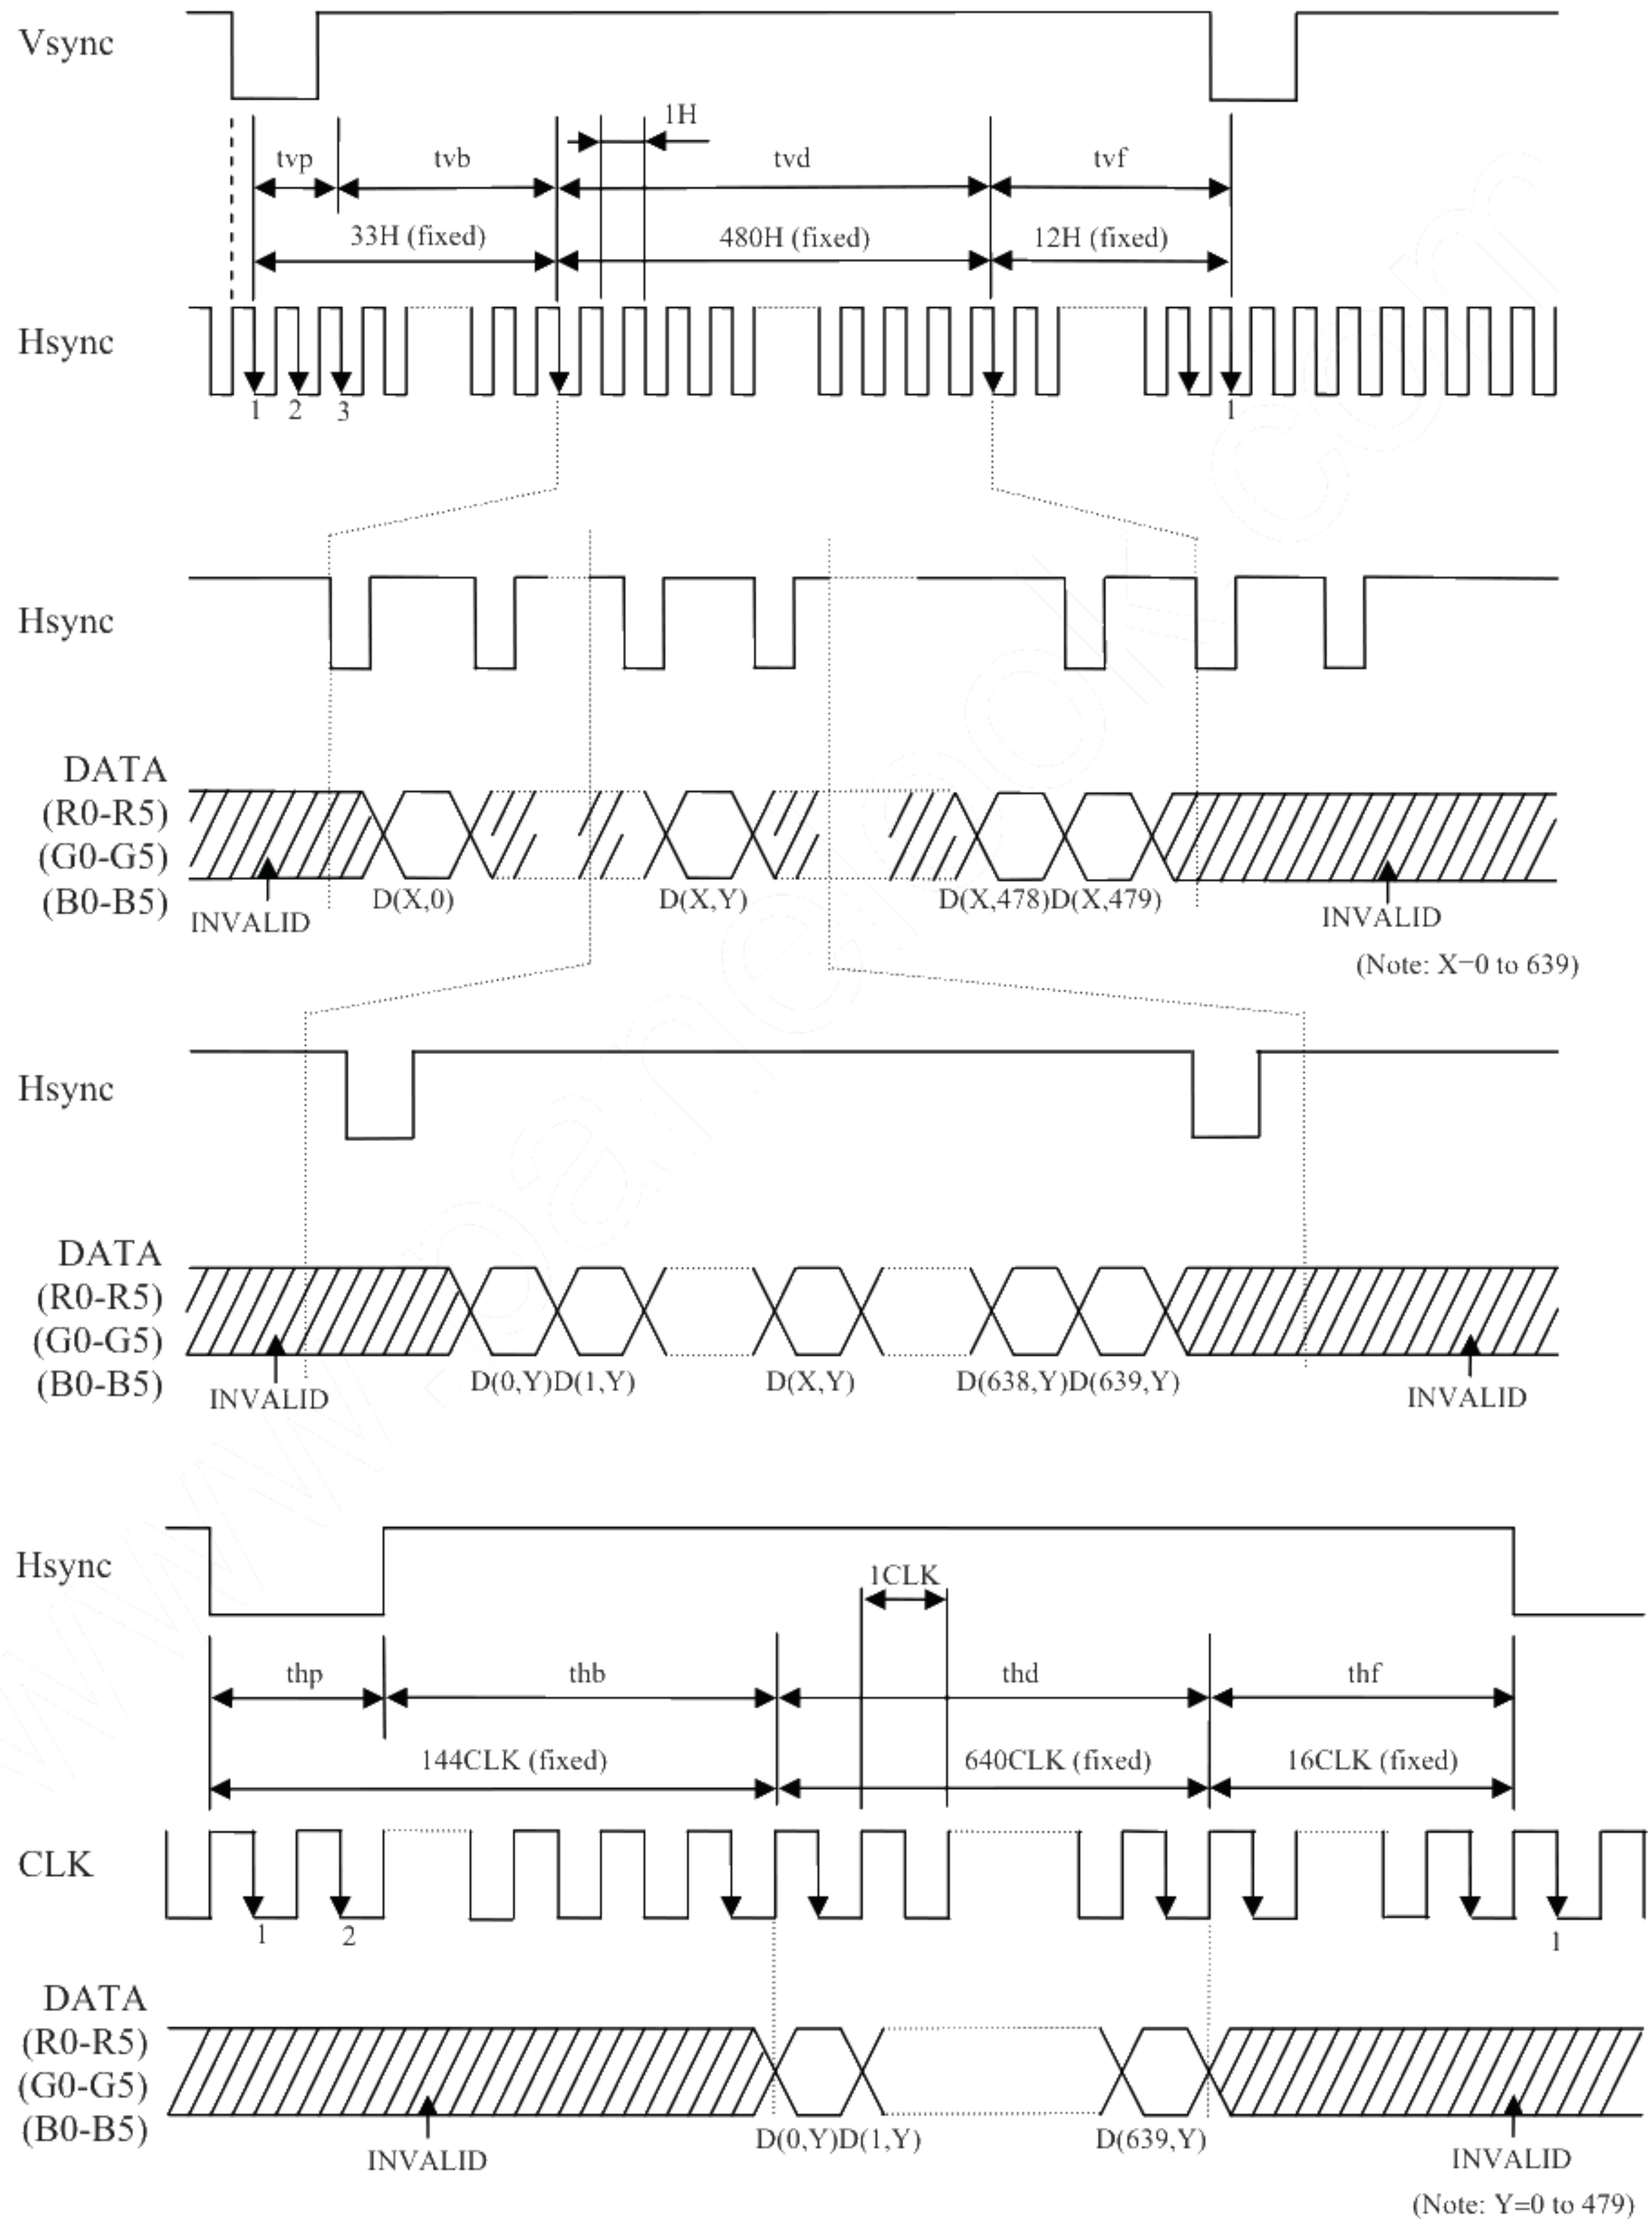 Vsync
1H
tvp tvb tvd tvf
33H (fixed) 480H (fixed) 12H (fixed)
Hsync
1 2 3 1
Hsync
DATA
(R0-R5)
(G0-G5)
(B0-B5)
D(X,0) D(X,Y) D(X,478)D(X,479)
INVALID INVALID
(Note: X=0 to 639)
Hsync
DATA
(R0-R5)
(G0-G5)
(B0-B5)
D(0,Y)D(1,Y) D(X,Y) D(638,Y)D(639,Y)
INVALID INVALID
Hsync
1CLK
thp thb thd thf
144CLK (fixed) 640CLK (fixed) 16CLK (fixed)
CLK
1 2 1
DATA
(R0-R5)
(G0-G5)
(B0-B5)
D(0,Y)D(1,Y) D(639,Y)
INVALID INVALID
(Note: Y=0 to 479)